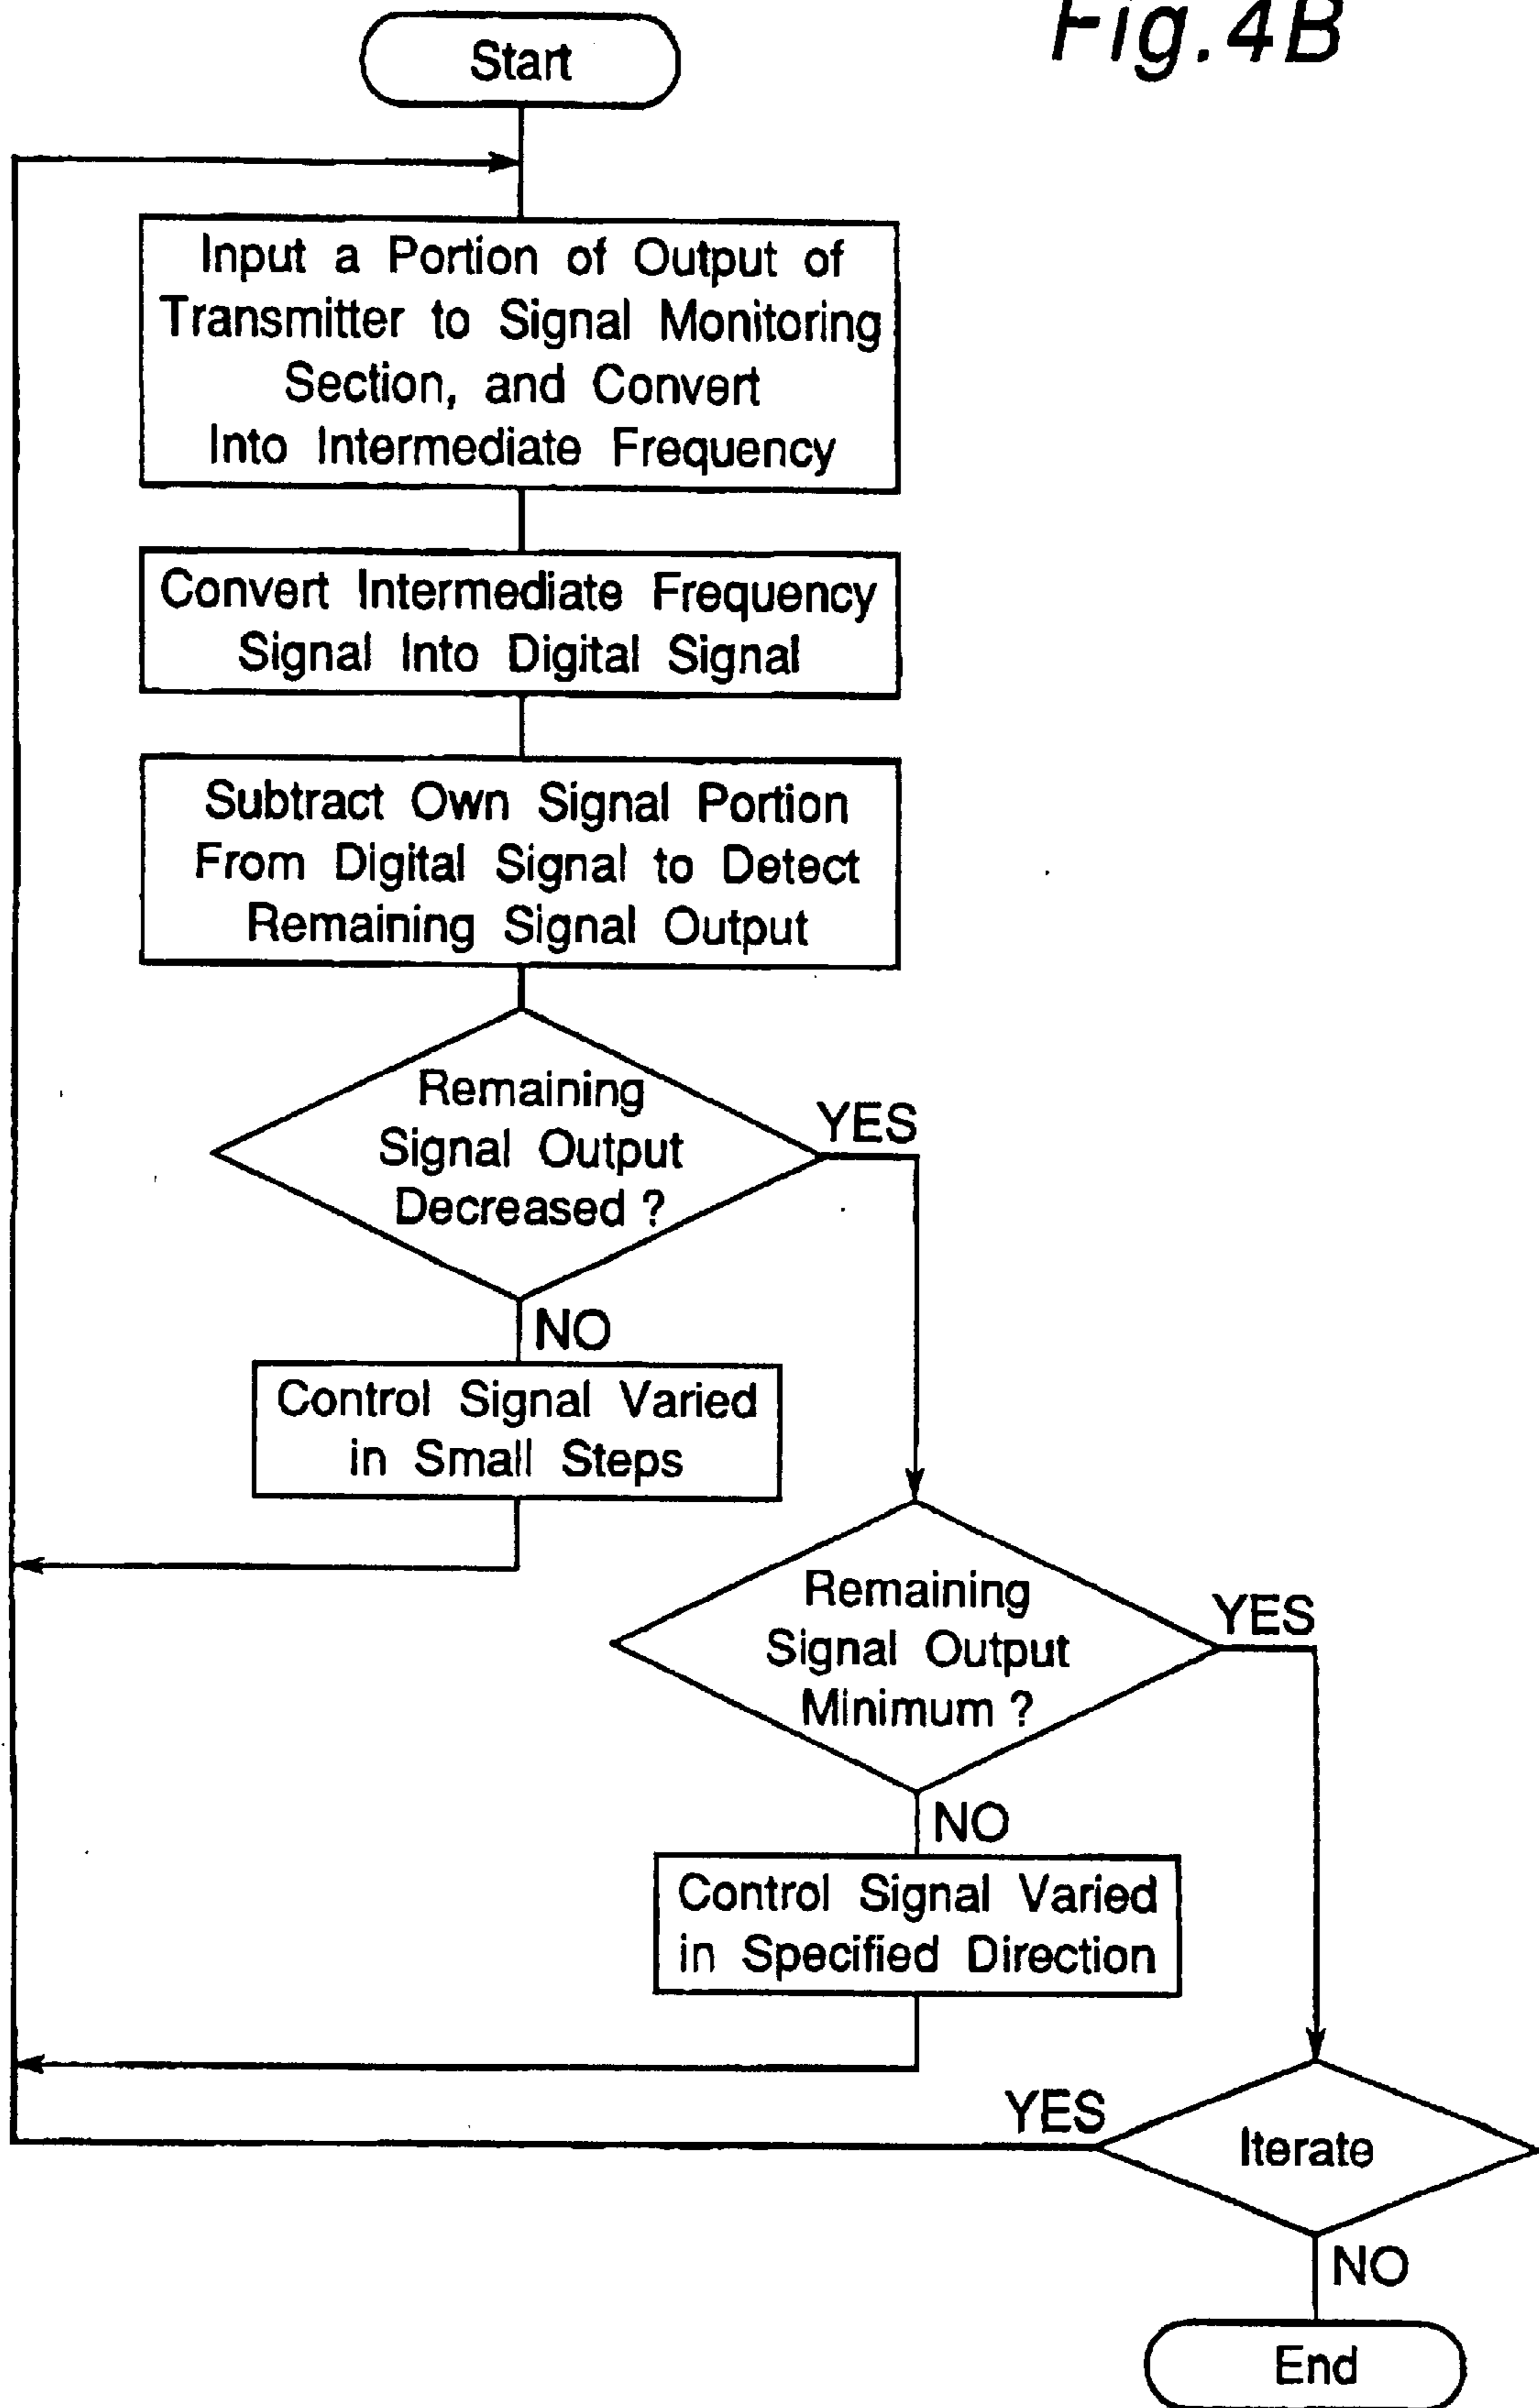 Fig.4B
Start
Input a Portion of Output of
Transmitter to Signal Monitoring
Section, and Convert
Into Intermediate Frequency
Convert Intermediate Frequency
Signal Into Digital Signal
Subtract Own Signal Portion
From Digital Signal to Detect
Remaining Signal Output
Remaining
Signal Output
Decreased ?
YES
NO
Control Signal Varied
in Small Steps
Remaining
Signal Output
Minimum ?
YES
NO
Control Signal Varied
in Specified Direction
YES
Iterate
NO
End